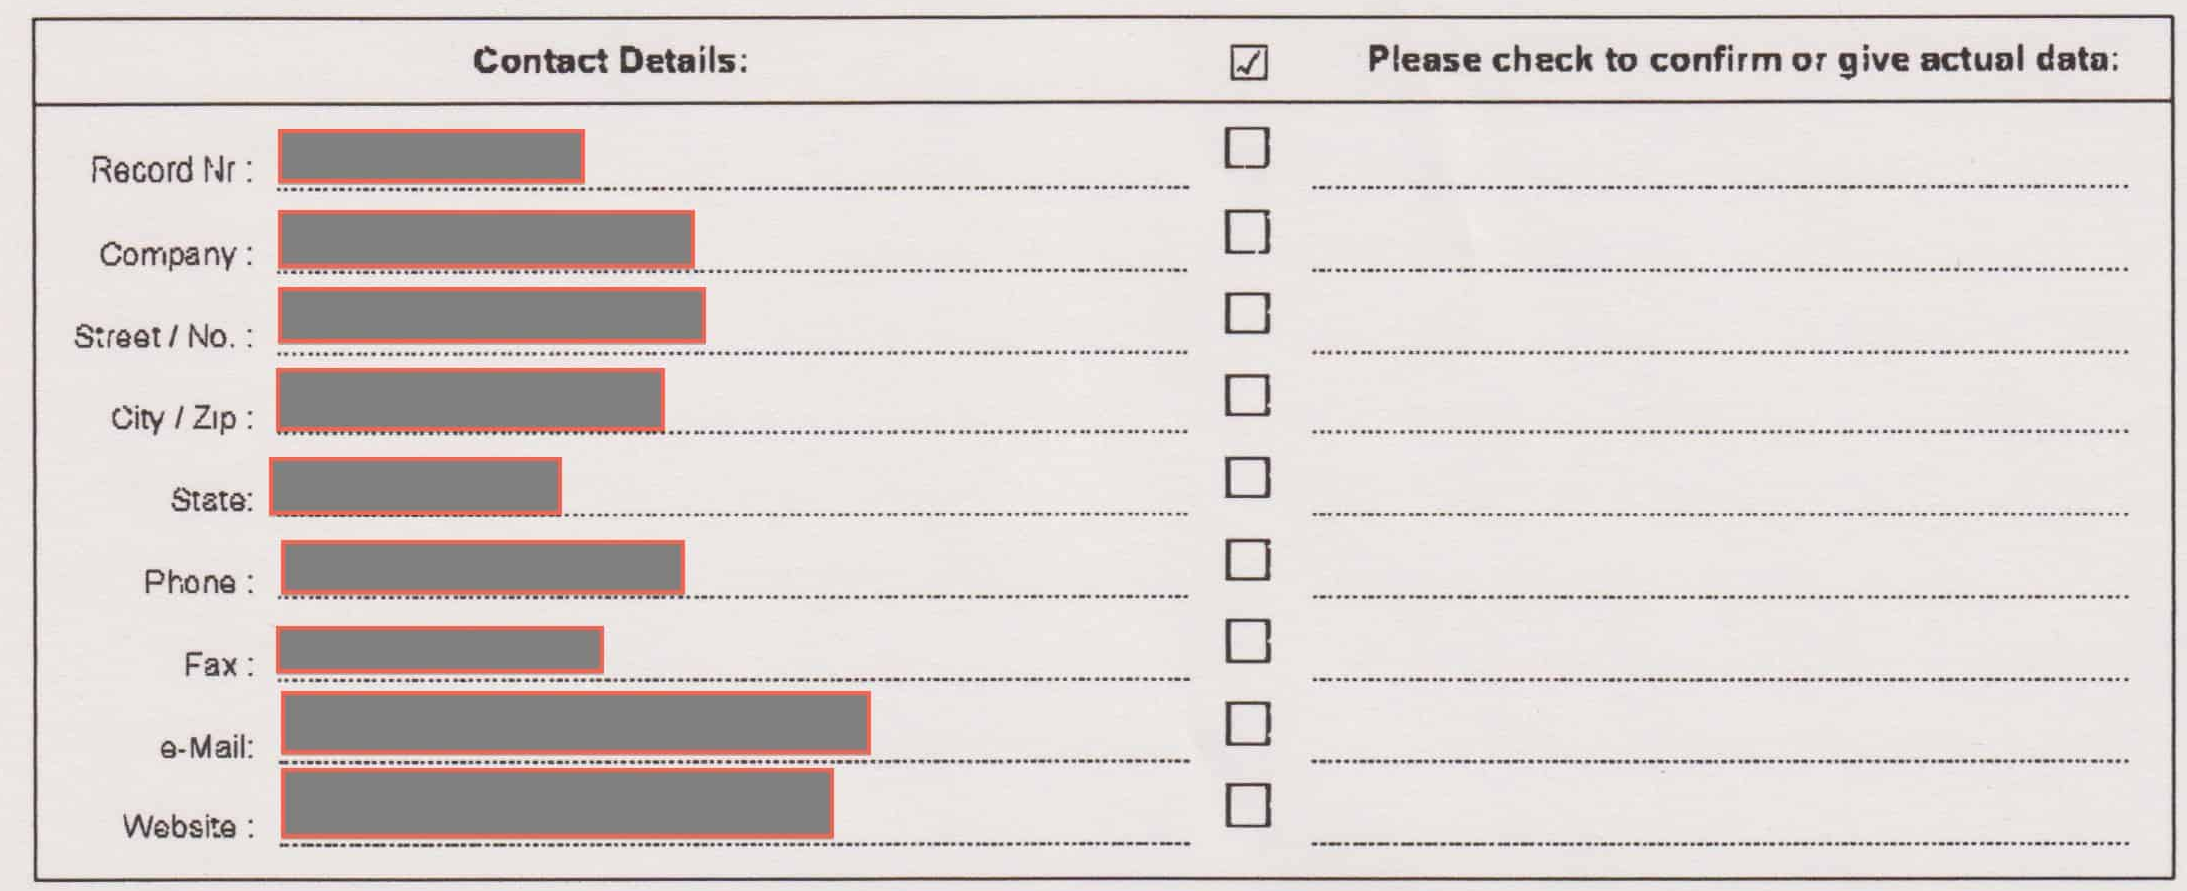 Contact Details: ☑ Please check to confirm or give actual data:
Record Nr : ☐
Company : ☐
Street / No. : ☐
City / Zip : ☐
State: ☐
Phone : ☐
Fax : ☐
e-Mail: ☐
Website : ☐